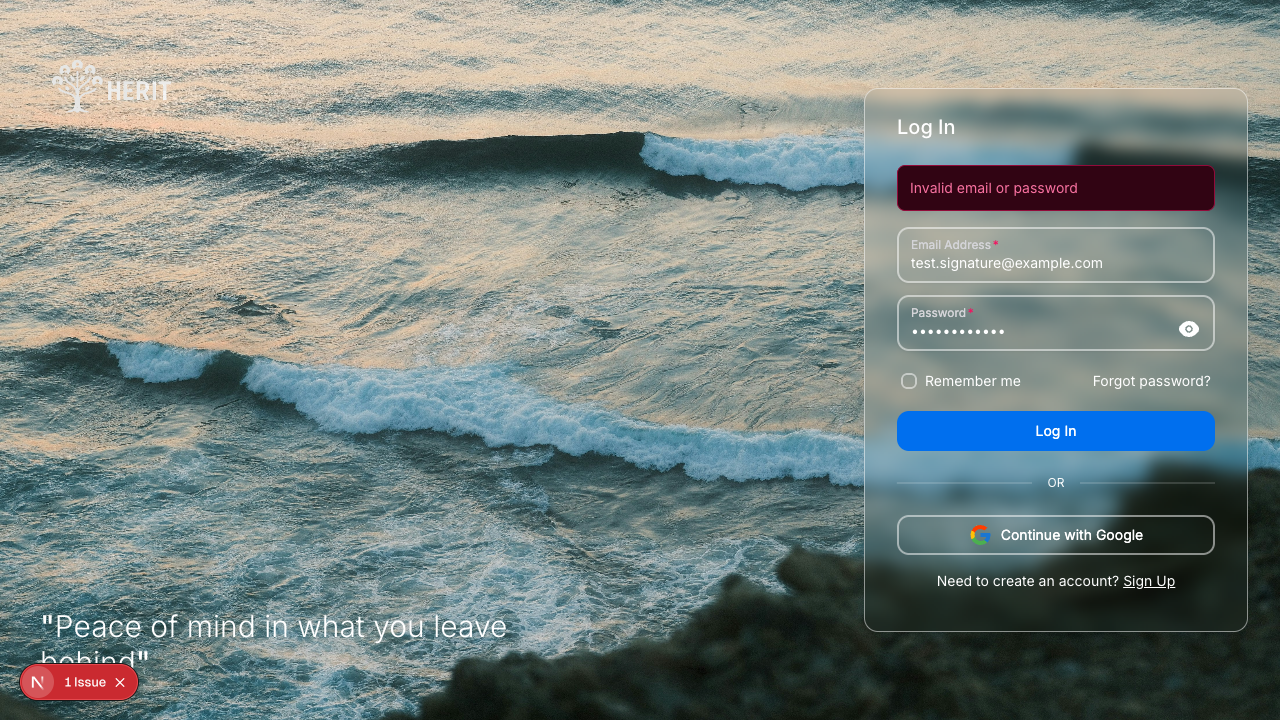 HERIT
Log In
Invalid email or password
Email Address*
test.signature@example.com
Password*
••••••••••••
Remember me
Forgot password?
Log In
OR
Continue with Google
Need to create an account? Sign Up
"Peace of mind in what you leave
behind"
N 1 Issue